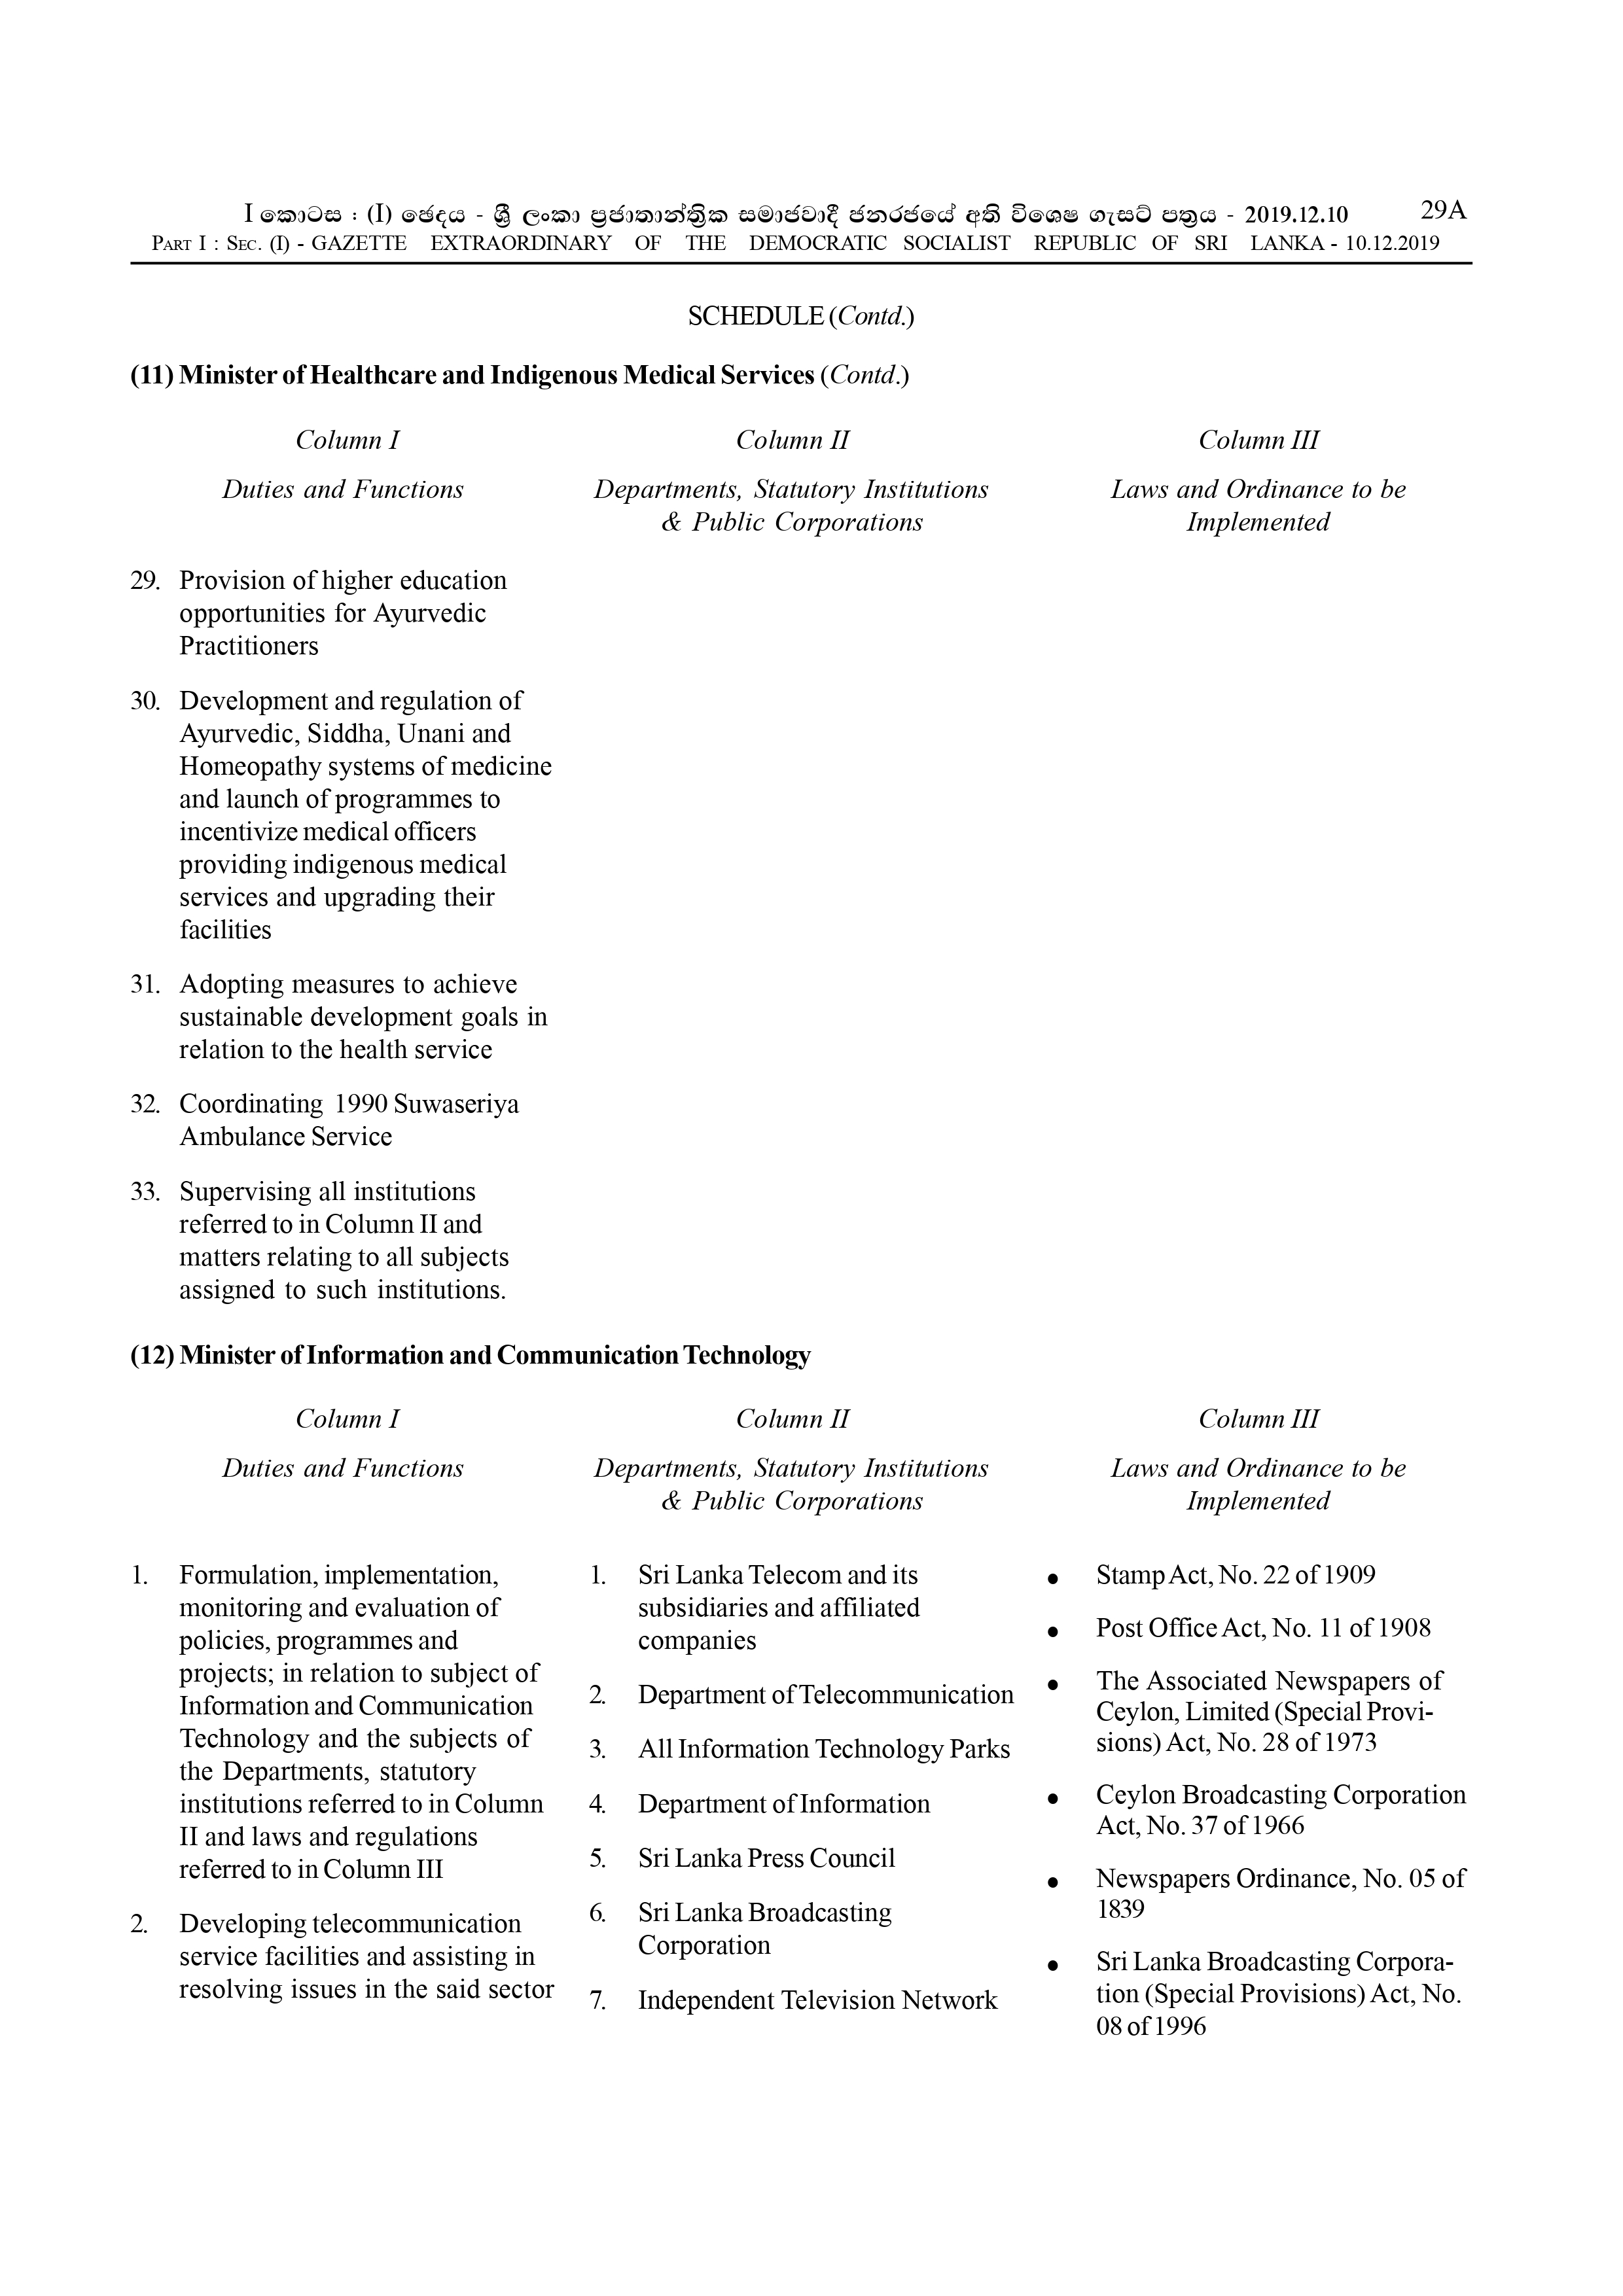 I කොටස : (I) ඡෙදය - ශ්‍රී ලංකා ප්‍රජාතාන්ත්‍රික සමාජවාදී ජනරජයේ අති විශෙෂ ගැසට් පත්‍රය - 2019.12.10 29A
PART I : SEC. (I) - GAZETTE EXTRAORDINARY OF THE DEMOCRATIC SOCIALIST REPUBLIC OF SRI LANKA - 10.12.2019
SCHEDULE (Contd.)
(11) Minister of Healthcare and Indigenous Medical Services (Contd.)
Column I
Duties and Functions
Column II
Departments, Statutory Institutions
& Public Corporations
Column III
Laws and Ordinance to be
Implemented
29. Provision of higher education
opportunities for Ayurvedic
Practitioners
30. Development and regulation of
Ayurvedic, Siddha, Unani and
Homeopathy systems of medicine
and launch of programmes to
incentivize medical officers
providing indigenous medical
services and upgrading their
facilities
31. Adopting measures to achieve
sustainable development goals in
relation to the health service
32. Coordinating 1990 Suwaseriya
Ambulance Service
33. Supervising all institutions
referred to in Column II and
matters relating to all subjects
assigned to such institutions.
(12) Minister of Information and Communication Technology
Column I
Duties and Functions
Column II
Departments, Statutory Institutions
& Public Corporations
Column III
Laws and Ordinance to be
Implemented
1. Formulation, implementation,
monitoring and evaluation of
policies, programmes and
projects; in relation to subject of
Information and Communication
Technology and the subjects of
the Departments, statutory
institutions referred to in Column
II and laws and regulations
referred to in Column III
2. Developing telecommunication
service facilities and assisting in
resolving issues in the said sector
1. Sri Lanka Telecom and its
subsidiaries and affiliated
companies
2. Department of Telecommunication
3. All Information Technology Parks
4. Department of Information
5. Sri Lanka Press Council
6. Sri Lanka Broadcasting
Corporation
7. Independent Television Network
● Stamp Act, No. 22 of 1909
● Post Office Act, No. 11 of 1908
● The Associated Newspapers of
Ceylon, Limited (Special Provi-
sions) Act, No. 28 of 1973
● Ceylon Broadcasting Corporation
Act, No. 37 of 1966
● Newspapers Ordinance, No. 05 of
1839
● Sri Lanka Broadcasting Corpora-
tion (Special Provisions) Act, No.
08 of 1996